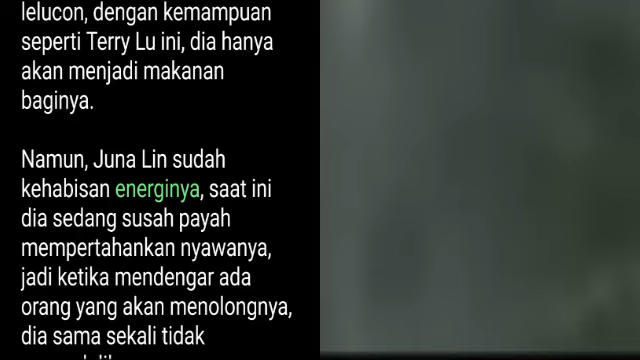 lelucon, dengan kemampuan
seperti Terry Lu ini, dia hanya
akan menjadi makanan
baginya.
Namun, Juna Lin sudah
kehabisan energinya, saat ini
dia sedang susah payah
mempertahankan nyawanya,
jadi ketika mendengar ada
orang yang akan menolongnya,
dia sama sekali tidak